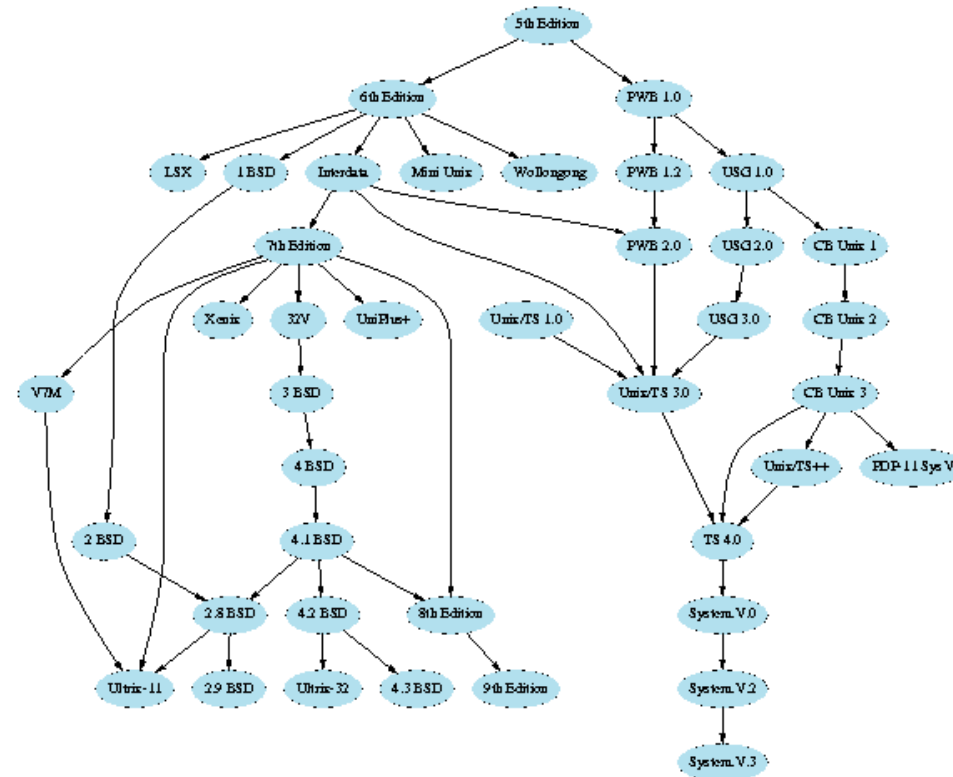 5th Edition
6th Edition
PWB 1.0
LSX
1 BSD
Interdata
Mini Unix
Wollongong
PWB 1.2
USG 1.0
7th Edition
PWB 2.0
USG 2.0
CB Unix 1
Xenix
32V
UniPlus+
Unix/TS 1.0
USG 3.0
CB Unix 2
V7M
3 BSD
Unix/TS 3.0
CB Unix 3
4 BSD
Unix/TS++
PDP-11 Sys V
2 BSD
4.1 BSD
TS 4.0
2.8 BSD
4.2 BSD
8th Edition
System V.0
Ultrix-11
2.9 BSD
Ultrix-32
4.3 BSD
9th Edition
System V.2
System V.3